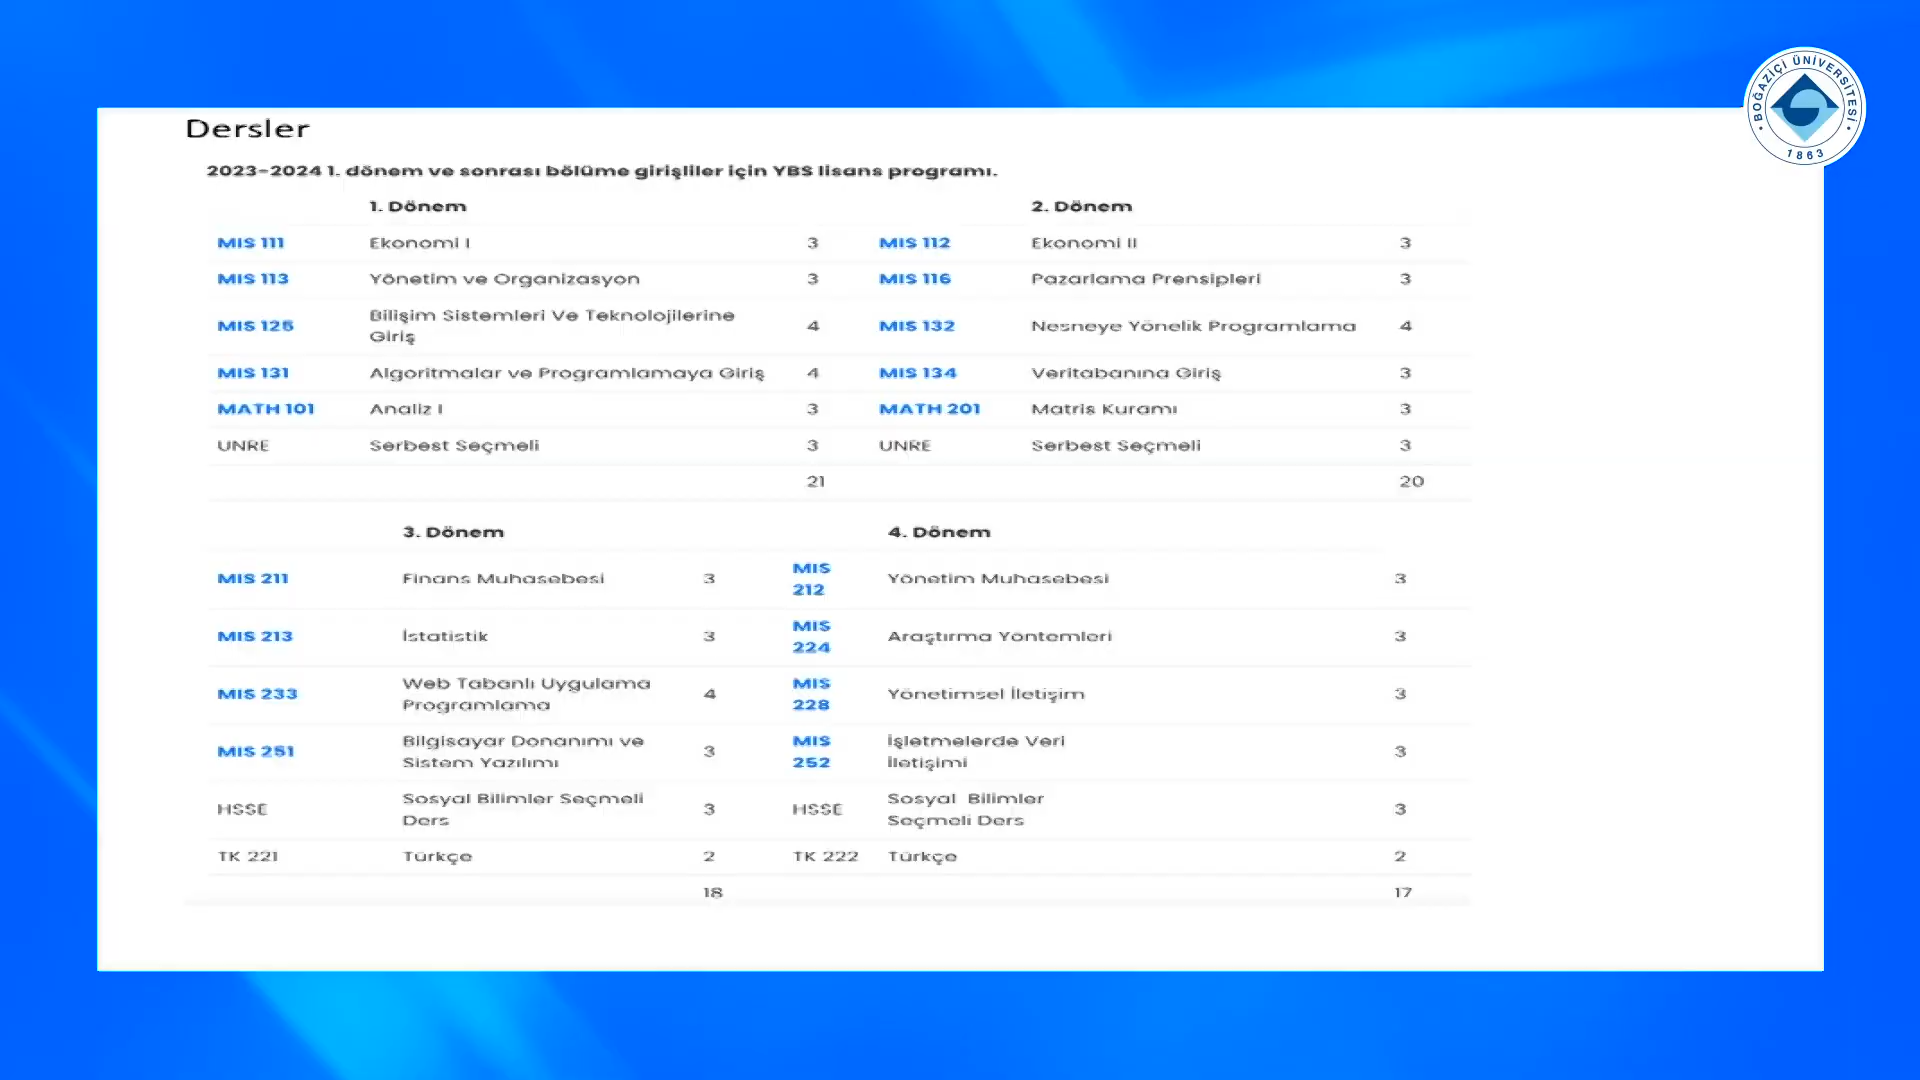 BOĞAZİÇİ ÜNİVERSİTESİ
1863
Dersler
2023-2024 1. dönem ve sonrası bölüme girişliler için YBS lisans programı.
1. Dönem 2. Dönem
MIS 111 Ekonomi I 3 MIS 112 Ekonomi II 3
MIS 113 Yönetim ve Organizasyon 3 MIS 116 Pazarlama Prensipleri 3
MIS 125 Bilişim Sistemleri Ve Teknolojilerine Giriş 4 MIS 132 Nesneye Yönelik Programlama 4
MIS 131 Algoritmalar ve Programlamaya Giriş 4 MIS 134 Veritabanına Giriş 3
MATH 101 Analiz I 3 MATH 201 Matris Kuramı 3
UNRE Serbest Seçmeli 3 UNRE Serbest Seçmeli 3
21 20
3. Dönem 4. Dönem
MIS 211 Finans Muhasebesi 3 MIS 212 Yönetim Muhasebesi 3
MIS 213 İstatistik 3 MIS 224 Araştırma Yöntemleri 3
MIS 233 Web Tabanlı Uygulama Programlama 4 MIS 228 Yönetimsel İletişim 3
MIS 251 Bilgisayar Donanımı ve Sistem Yazılımı 3 MIS 252 İşletmelerde Veri İletişimi 3
HSSE Sosyal Bilimler Seçmeli Ders 3 HSSE Sosyal Bilimler Seçmeli Ders 3
TK 221 Türkçe 2 TK 222 Türkçe 2
18 17